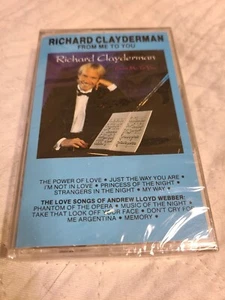 RICHARD CLAYDERMAN
FROM ME TO YOU
Richard Clayderman
THE POWER OF LOVE • JUST THE WAY YOU ARE •
I'M NOT IN LOVE • PRINCESS OF THE NIGHT •
STRANGERS IN THE NIGHT • MY WAY •
THE LOVE SONGS OF ANDREW LLOYD WEBBER:
PHANTOM OF THE OPERA • MUSIC OF THE NIGHT •
TAKE THAT LOOK OFF YOUR FACE • DON'T CRY FOR
ME ARGENTINA • MEMORY •